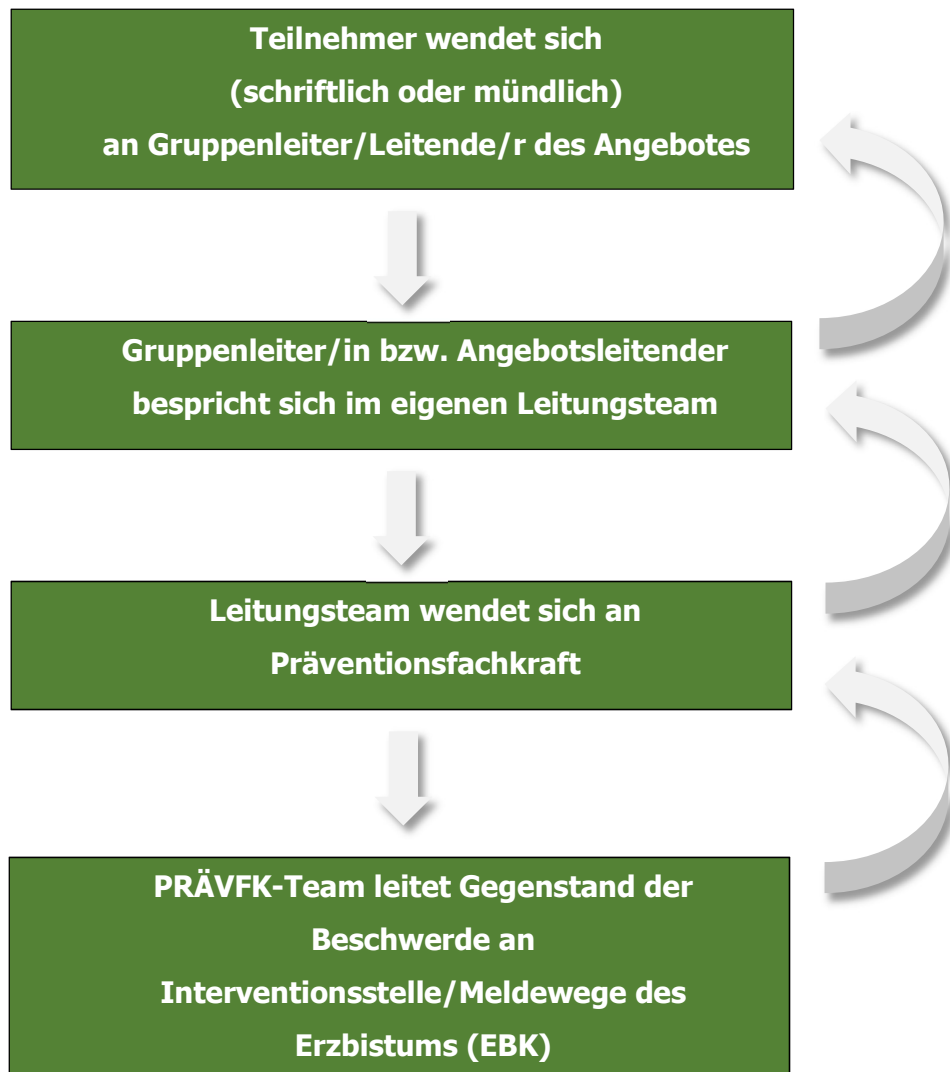 Teilnehmer wendet sich
(schriftlich oder mündlich)
an Gruppenleiter/Leitende/r des Angebotes
Gruppenleiter/in bzw. Angebotsleitender
bespricht sich im eigenen Leitungsteam
Leitungsteam wendet sich an
Präventionsfachkraft
PRÄVFK-Team leitet Gegenstand der
Beschwerde an
Interventionsstelle/Meldewege des
Erzbistums (EBK)